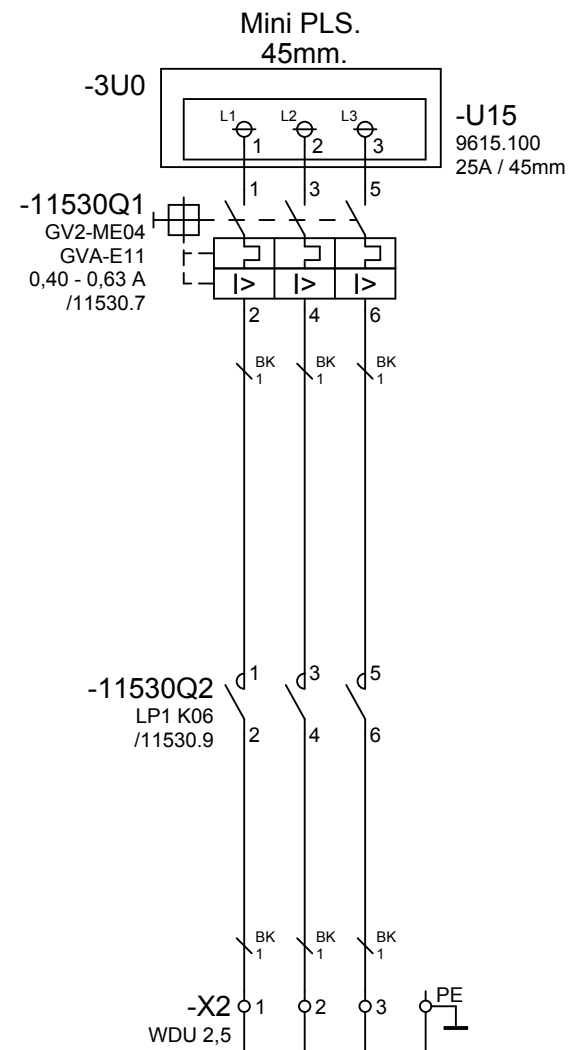 Mini PLS.
45mm.
-3U0
-U15
9615.100
25A / 45mm
L1 L2 L3
1 2 3
1 3 5
-11530Q1
GV2-ME04
GVA-E11
0,40 - 0,63 A
/11530.7
I> I> I>
2 4 6
BK BK BK
1 1 1
1 3 5
-11530Q2
LP1 K06
/11530.9
2 4 6
BK BK BK
1 1 1
-X2 1 2 3 PE
WDU 2,5